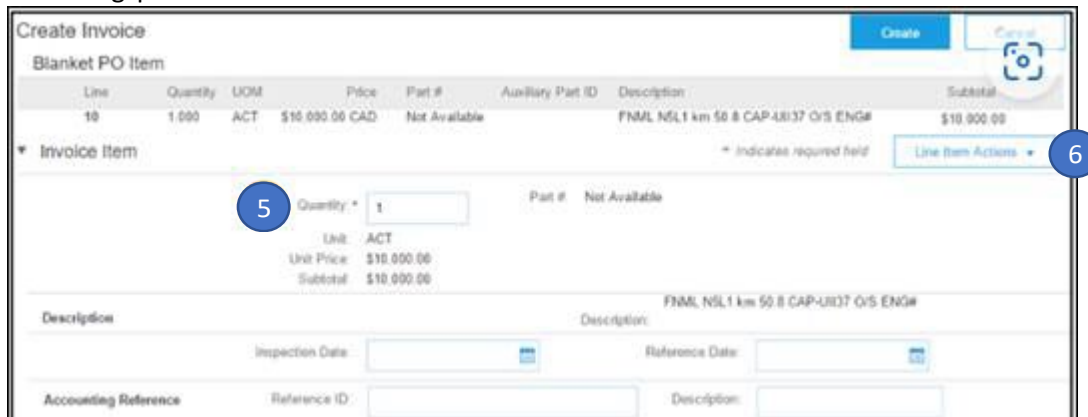 Create Invoice Create Cancel
Blanket PO Item
Line Quantity UOM Price Part # Auxiliary Part ID Description Subtotal
10 1.000 ACT $10,000.00 CAD Not Available FNML NSL1 km 50.8 CAP-UII37 O/S ENG# $10,000.00
Invoice Item * Indicates required field Line Item Actions 6
5 Quantity: * 1 Part # Not Available
Unit: ACT
Unit Price: $10,000.00
Subtotal: $10,000.00
FNML NSL1 km 50.8 CAP-UII37 O/S ENG#
Description Description:
Inspection Date: Reference Date:
Accounting Reference Reference ID: Description: